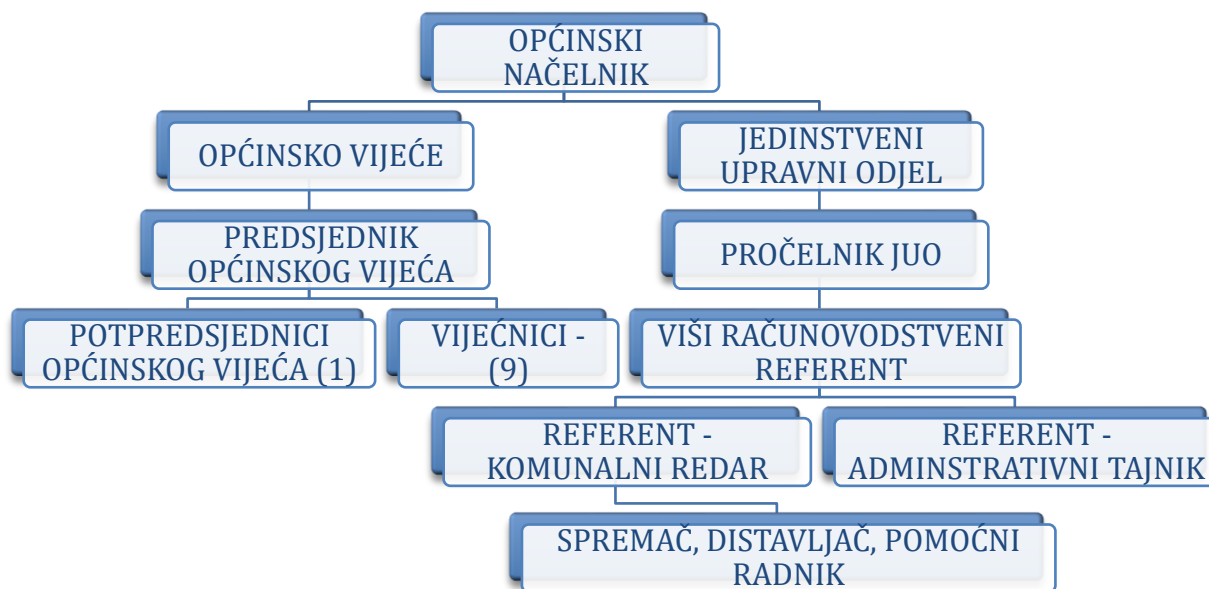 OPĆINSKI
NAČELNIK
OPĆINSKO VIJEĆE
JEDINSTVENI
UPRAVNI ODJEL
PREDSJEDNIK
OPĆINSKOG VIJEĆA
PROČELNIK JUO
POTPREDSJEDNICI
OPĆINSKOG VIJEĆA (1)
VIJEĆNICI -
(9)
VIŠI RAČUNOVODSTVENI
REFERENT
REFERENT -
KOMUNALNI REDAR
REFERENT -
ADMINSTRATIVNI TAJNIK
SPREMAČ, DISTAVLJAČ, POMOĆNI
RADNIK